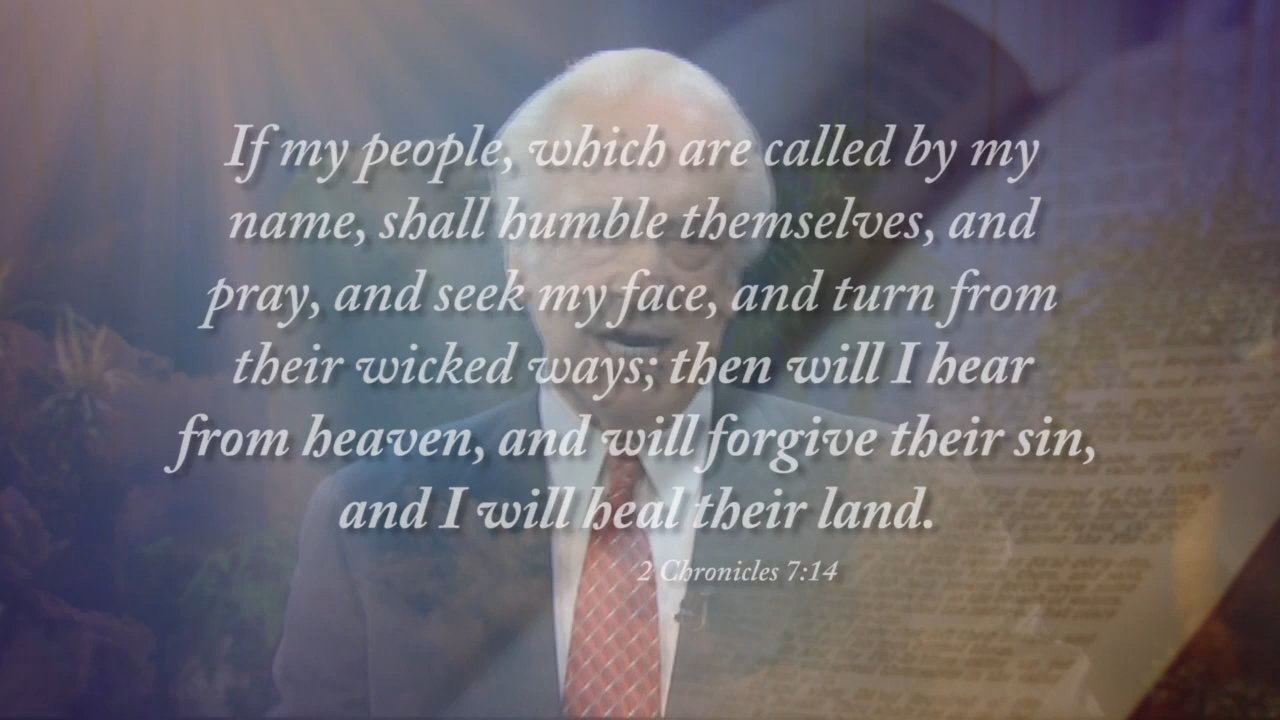 If my people, which are called by my
name, shall humble themselves, and
pray, and seek my face, and turn from
their wicked ways; then will I hear
from heaven, and will forgive their sin,
and I will heal their land.
2 Chronicles 7:14